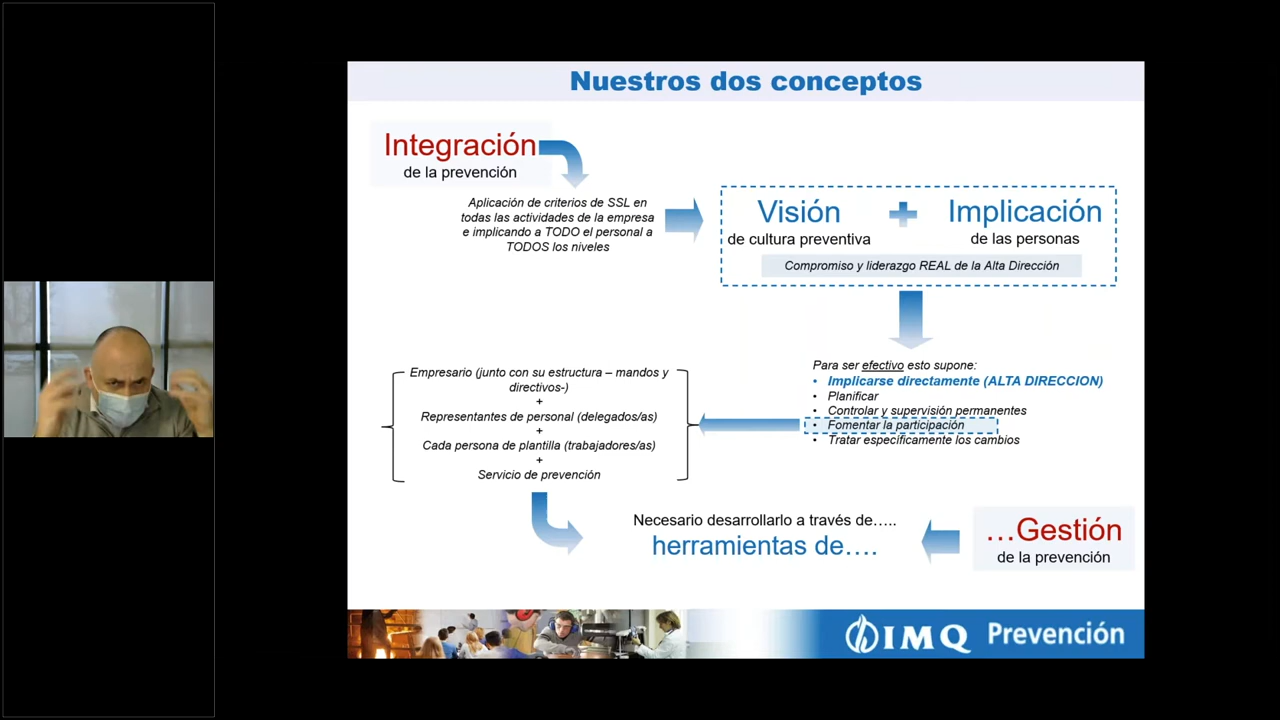 Nuestros dos conceptos
Integración
de la prevención
Aplicación de criterios de SSL en
todas las actividades de la empresa
e implicando a TODO el personal a
TODOS los niveles
Visión
de cultura preventiva
Implicación
de las personas
Compromiso y liderazgo REAL de la Alta Dirección
Para ser efectivo esto supone:
• Implicarse directamente (ALTA DIRECCION)
• Planificar
• Controlar y supervisión permanentes
• Fomentar la participación
• Tratar específicamente los cambios
Empresario (junto con su estructura – mandos y
directivos-)
+
Representantes de personal (delegados/as)
+
Cada persona de plantilla (trabajadores/as)
+
Servicio de prevención
Necesario desarrollarlo a través de…..
herramientas de….
…Gestión
de la prevención
IMQ Prevención